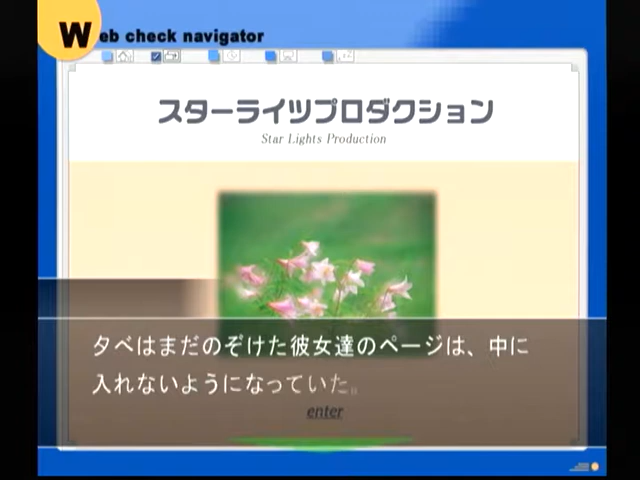 Web check navigator
スターライツプロダクション
Star Lights Production
夕べはまだのぞけた彼女達のページは、中に
入れないようになっていた。
enter